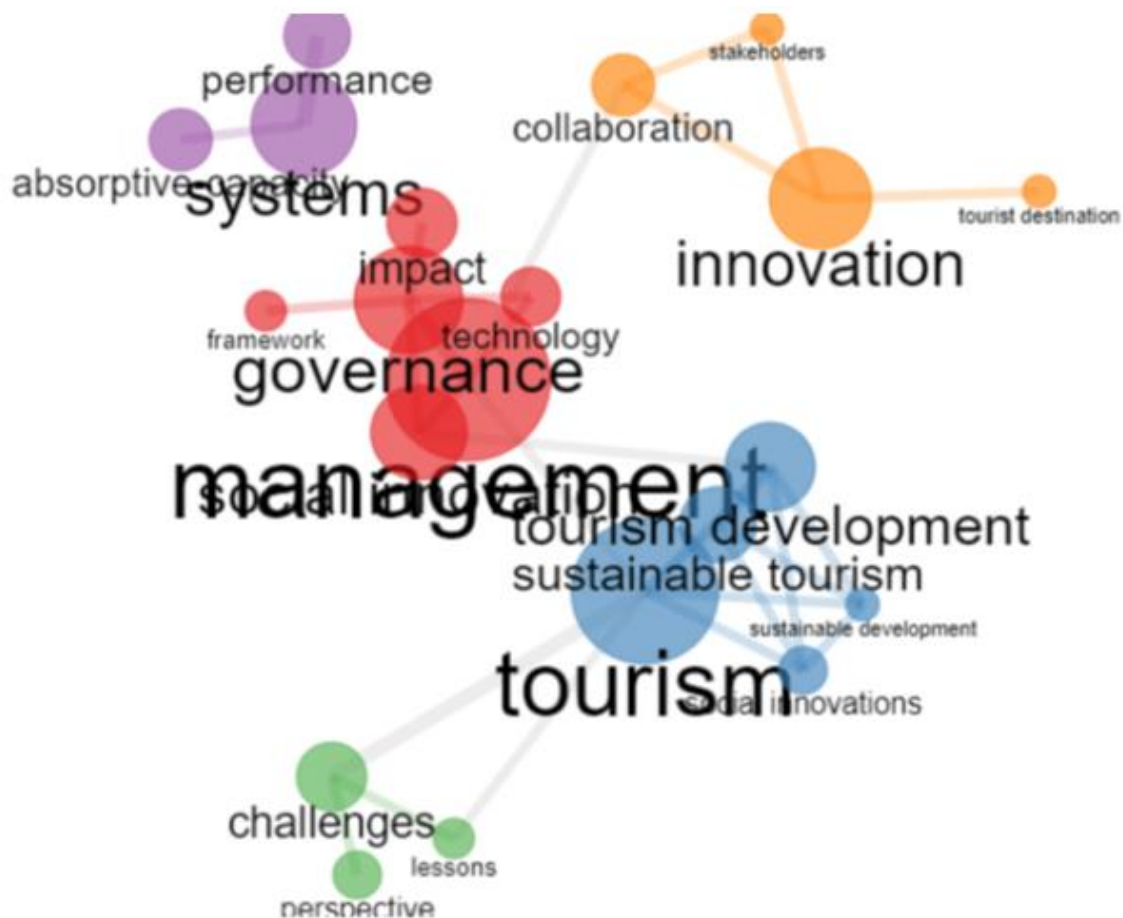 stakeholders
performance
collaboration
absorptive-capacity
systems
tourist destination
innovation
impact
technology
framework
governance
management
social innovation
tourism development
sustainable tourism
sustainable development
tourism
social innovations
challenges
lessons
perspective